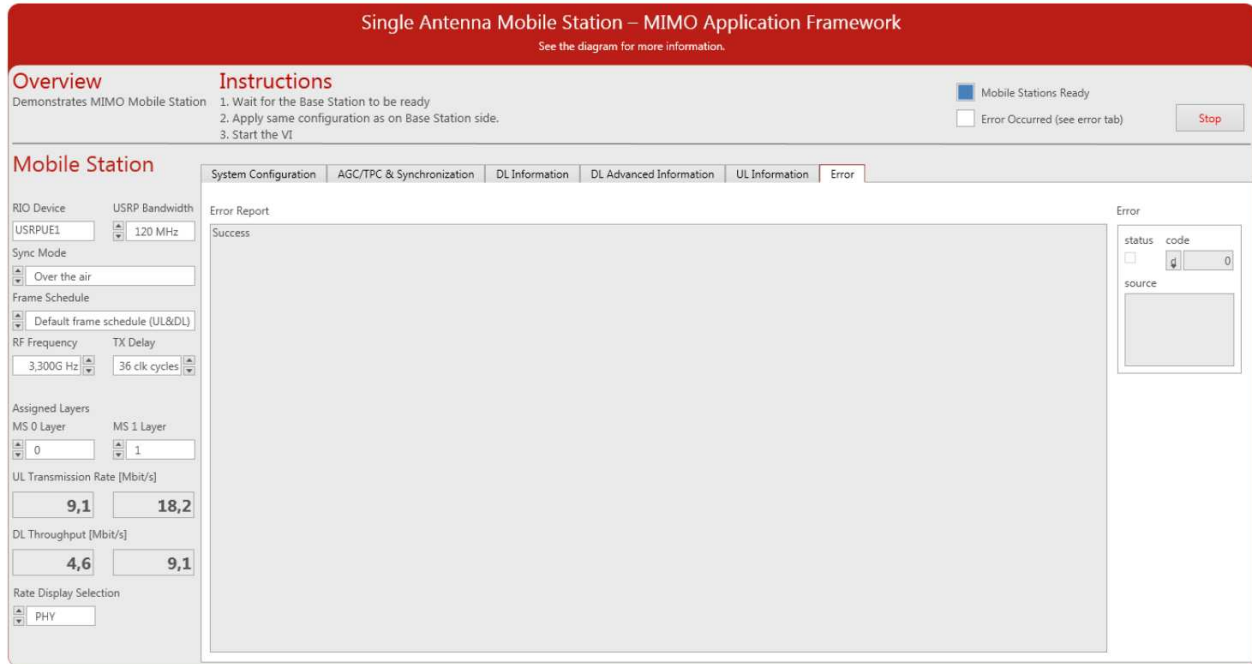 Single Antenna Mobile Station – MIMO Application Framework
See the diagram for more information.
Overview
Demonstrates MIMO Mobile Station
Instructions
1. Wait for the Base Station to be ready
2. Apply same configuration as on Base Station side.
3. Start the VI
Mobile Stations Ready
Error Occurred (see error tab)
Stop
Mobile Station
System Configuration AGC/TPC & Synchronization DL Information DL Advanced Information UL Information Error
RIO Device USRP Bandwidth
USRPUE1 120 MHz
Sync Mode
Over the air
Frame Schedule
Default frame schedule (UL&DL)
RF Frequency TX Delay
3,300G Hz 36 clk cycles
Assigned Layers
MS 0 Layer MS 1 Layer
0 1
UL Transmission Rate [Mbit/s]
9,1 18,2
DL Throughput [Mbit/s]
4,6 9,1
Rate Display Selection
PHY
Error Report
Success
Error
status code
d 0
source